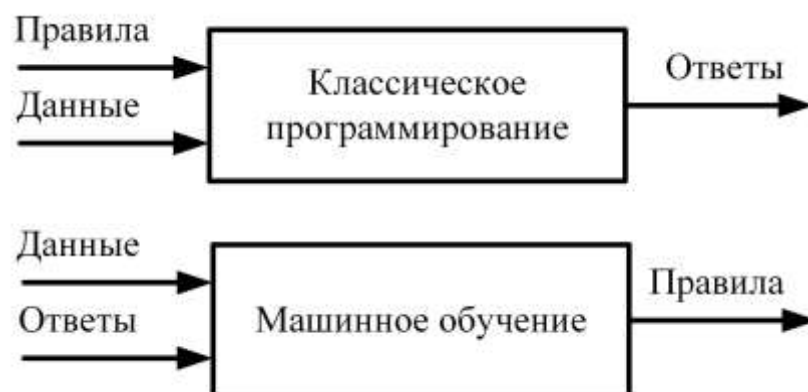 Правила
Данные
Классическое
программирование
Ответы
Данные
Ответы
Машинное обучение
Правила